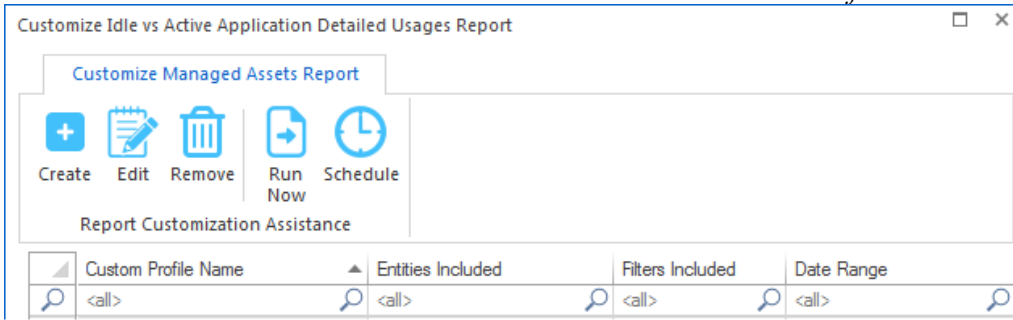 Customize Idle vs Active Application Detailed Usages Report
Customize Managed Assets Report
Create Edit Remove Run Now Schedule
Report Customization Assistance
Custom Profile Name Entities Included Filters Included Date Range
<all> <all> <all> <all>